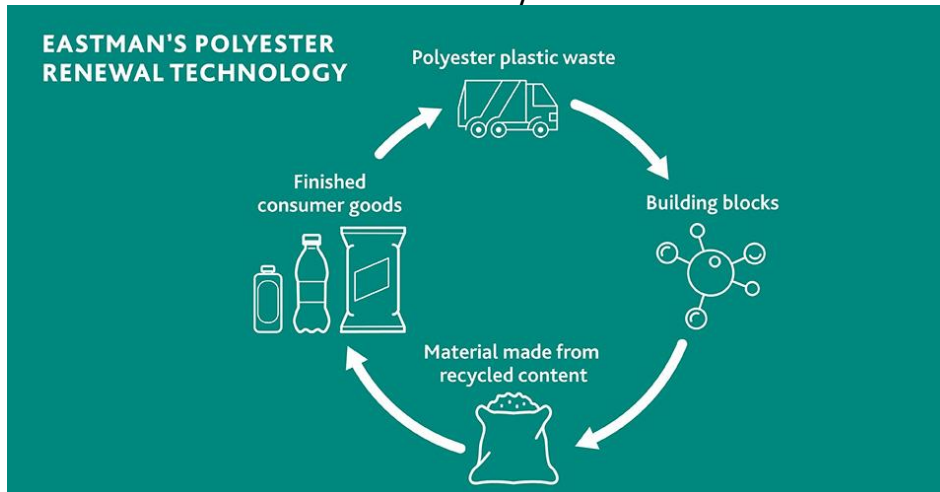 EASTMAN'S POLYESTER
RENEWAL TECHNOLOGY
Polyester plastic waste
Building blocks
Material made from
recycled content
Finished
consumer goods